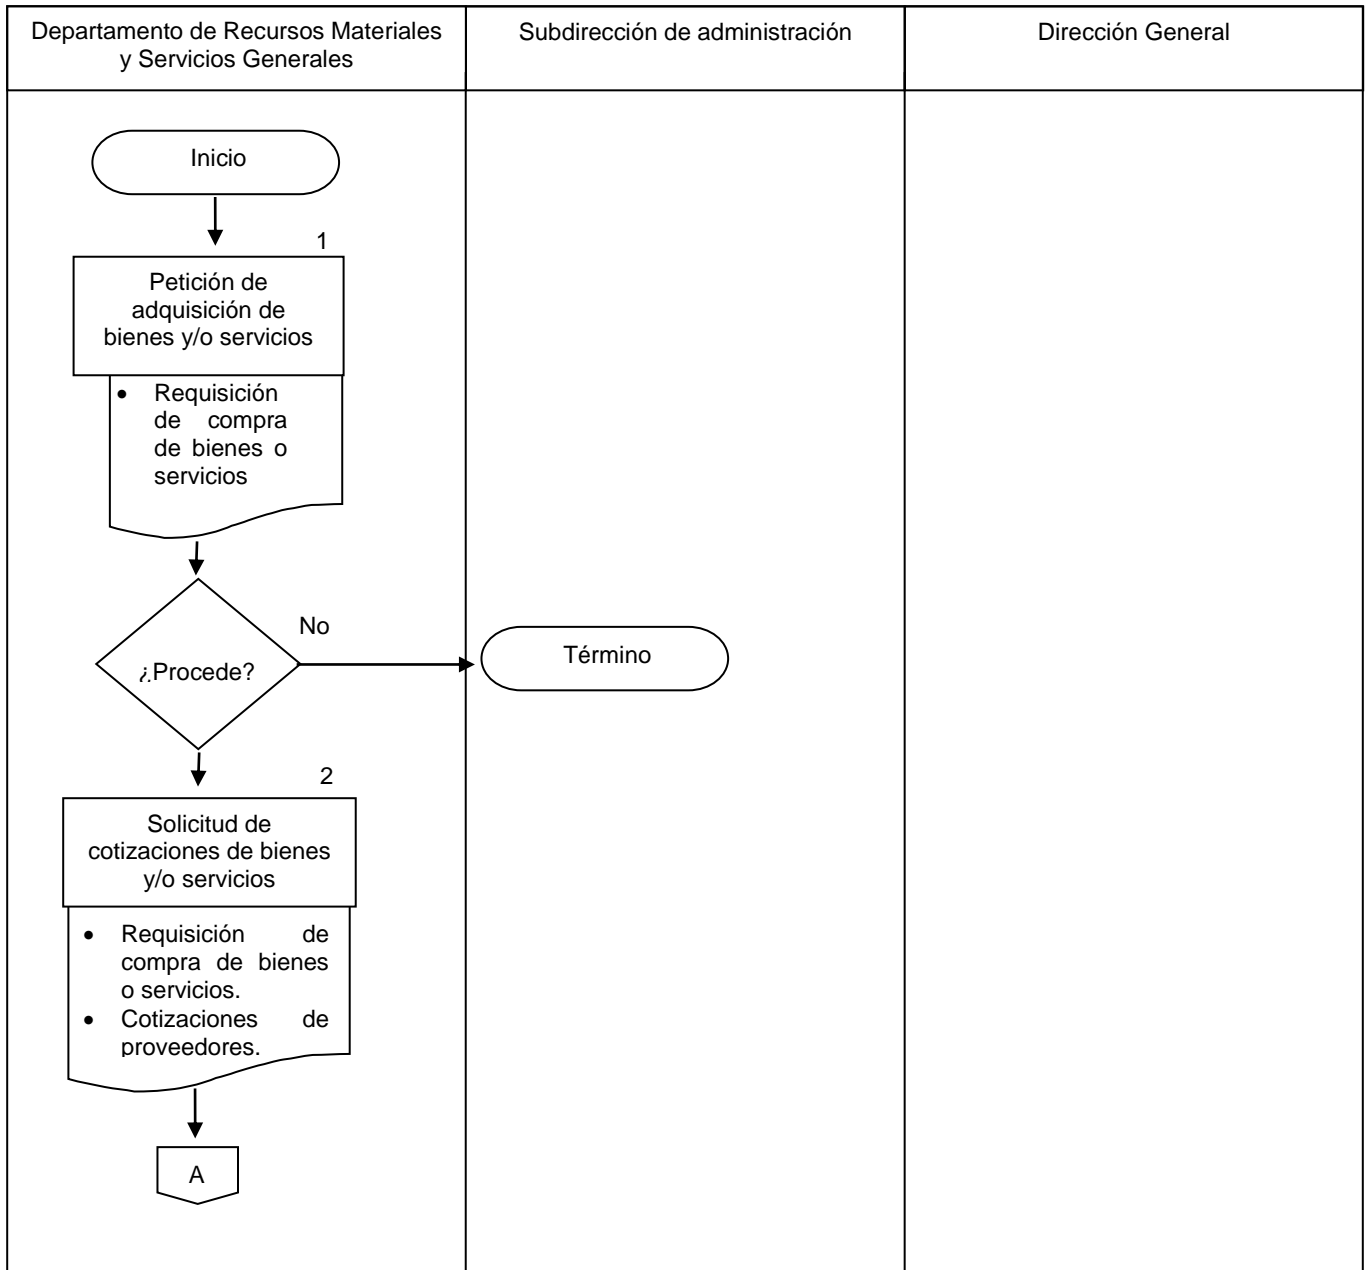 Departamento de Recursos Materiales
y Servicios Generales
Subdirección de administración
Dirección General
Inicio
1
Petición de
adquisición de
bienes y/o servicios
• Requisición
de compra
de bienes o
servicios
¿Procede?
No
Término
2
Solicitud de
cotizaciones de bienes
y/o servicios
• Requisición de
compra de bienes
o servicios.
• Cotizaciones de
proveedores.
A